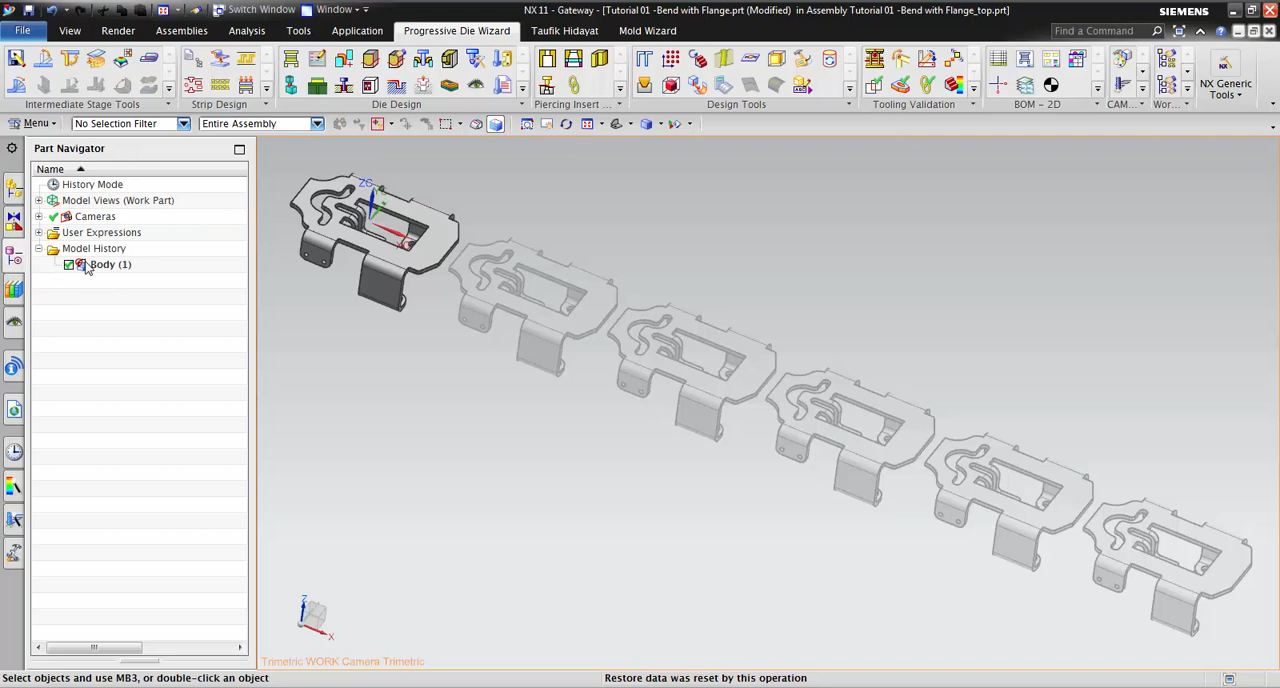 Switch Window Window NX 11 - Gateway - [Tutorial 01 -Bend with Flange.prt (Modified) in Assembly Tutorial 01 -Bend with Flange_top.prt] SIEMENS
File View Render Assemblies Analysis Tools Application Progressive Die Wizard Taufik Hidayat Mold Wizard Find a Command
NX Generic
Tools
Intermediate Stage Tools Strip Design Die Design Piercing Insert ... Design Tools Tooling Validation BOM - 2D CAM... Wor...
Menu No Selection Filter Entire Assembly
Part Navigator
Name
History Mode
Model Views (Work Part)
Cameras
User Expressions
Model History
Body (1)
ZC
XC
Z
X
Trimetric WORK Camera Trimetric
Select objects and use MB3, or double-click an object Restore data was reset by this operation